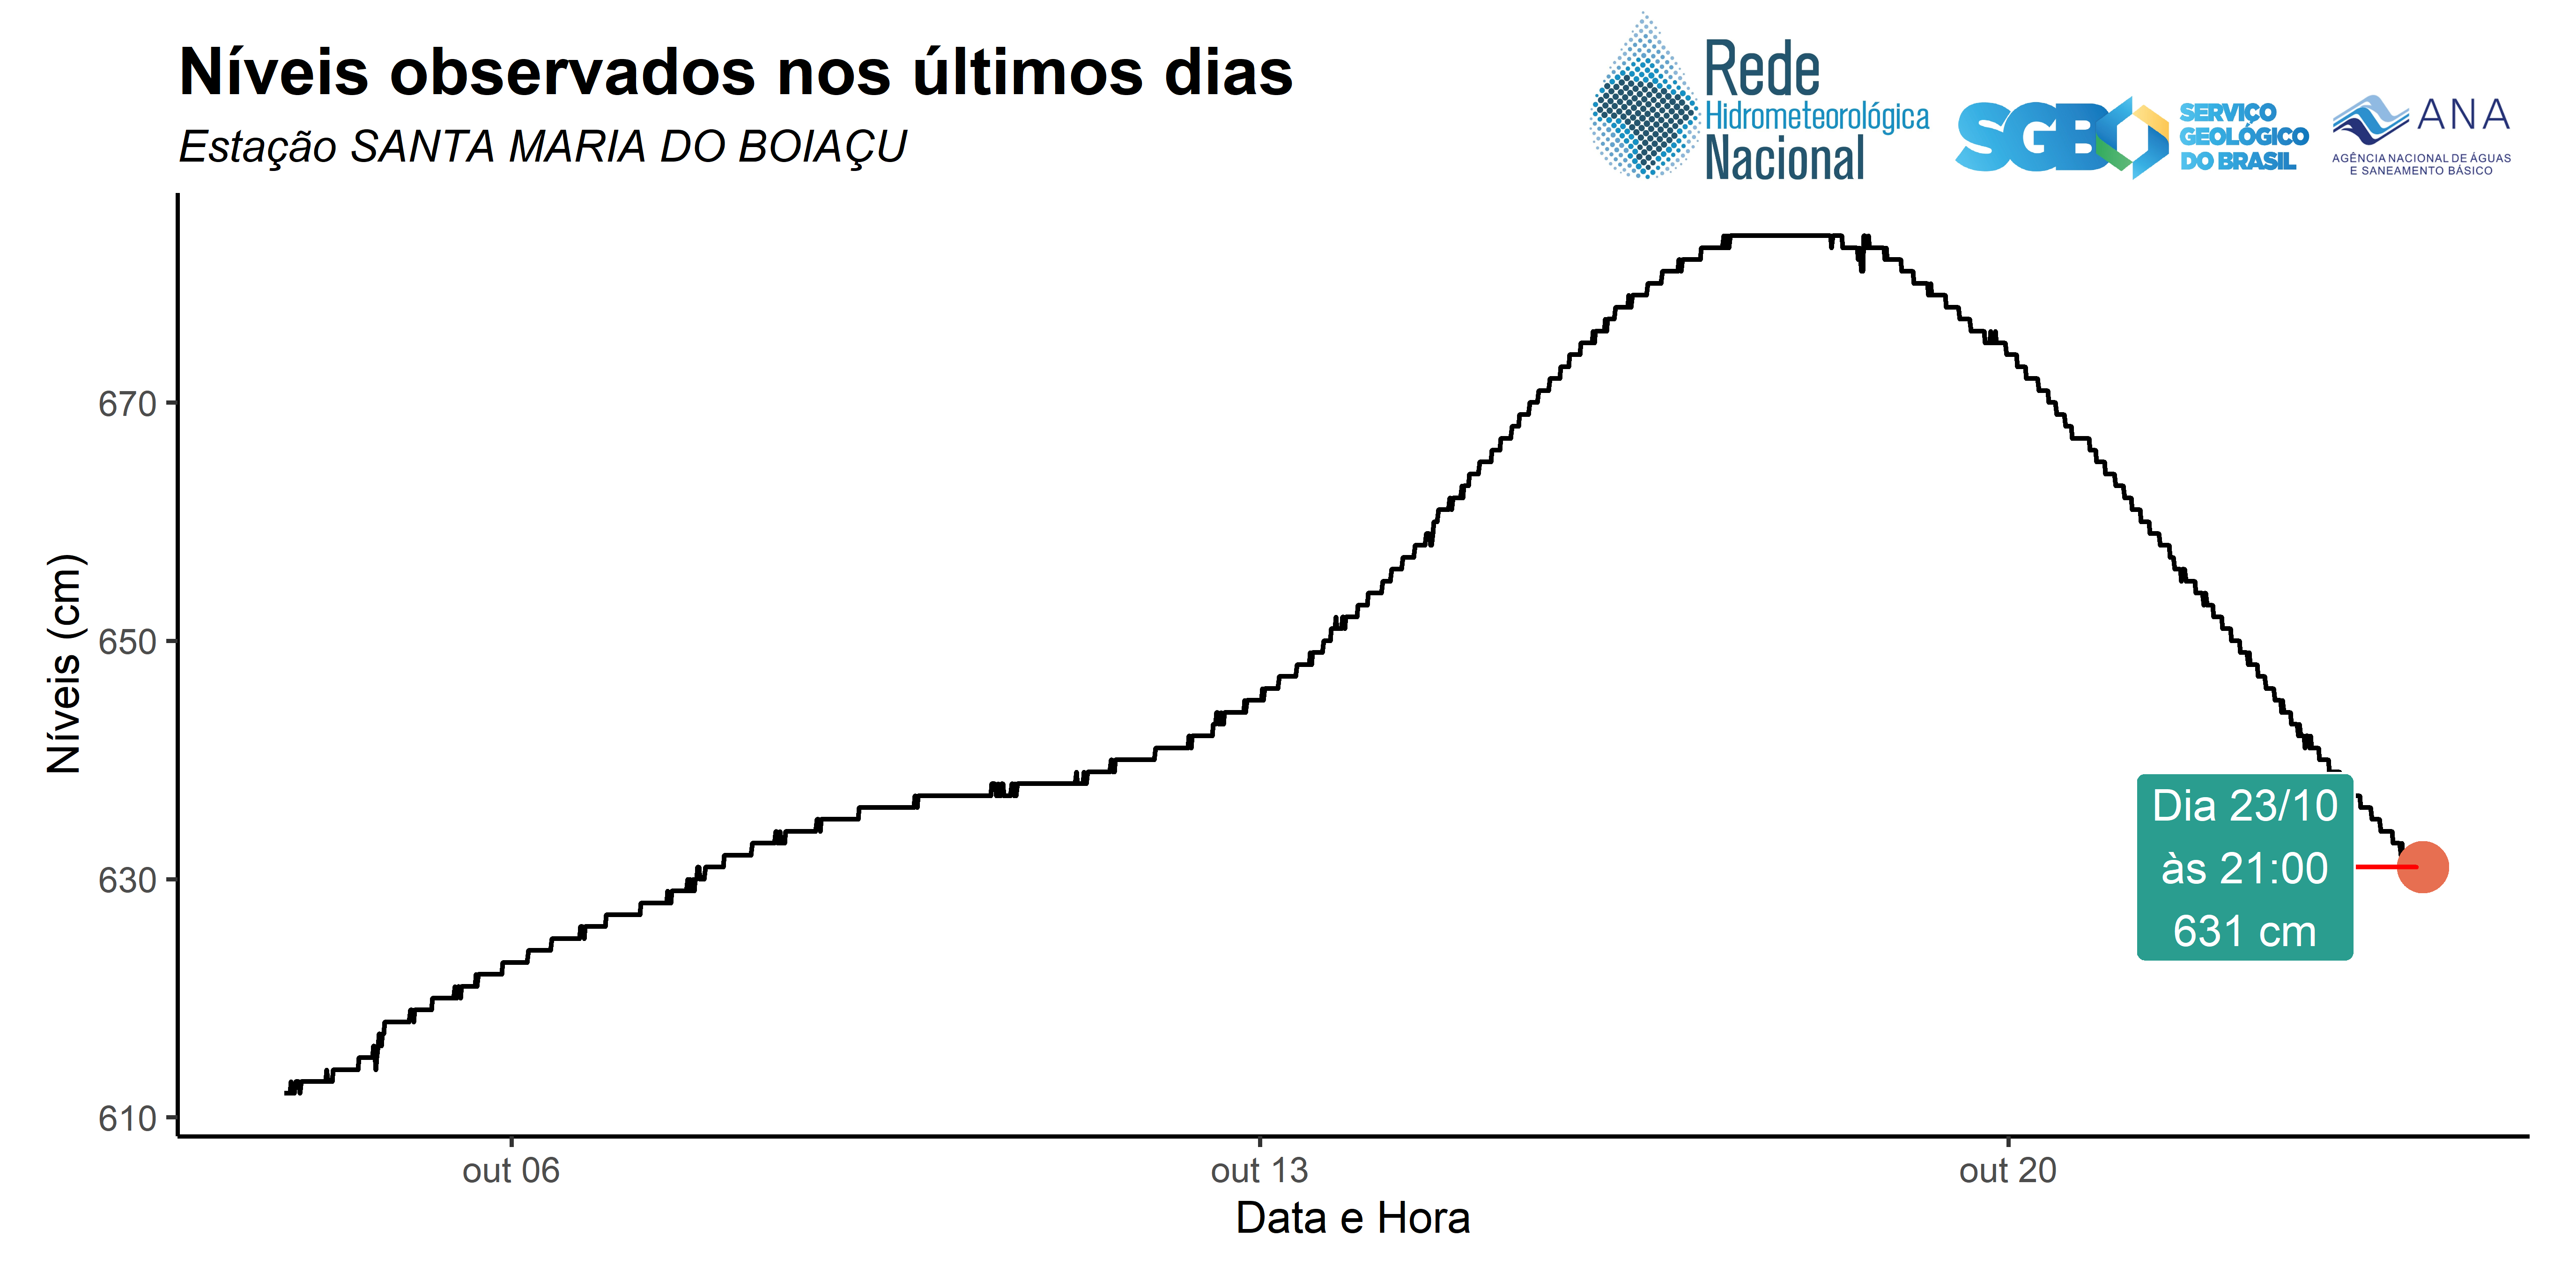 Níveis observados nos últimos dias
Estação SANTA MARIA DO BOIAÇU
Rede
Hidrometeorológica
Nacional
SGB
SERVIÇO
GEOLÓGICO
DO BRASIL
ANA
AGÊNCIA NACIONAL DE ÁGUAS
E SANEAMENTO BÁSICO
Níveis (cm)
670
650
630
610
Dia 23/10
às 21:00
631 cm
out 06
out 13
out 20
Data e Hora